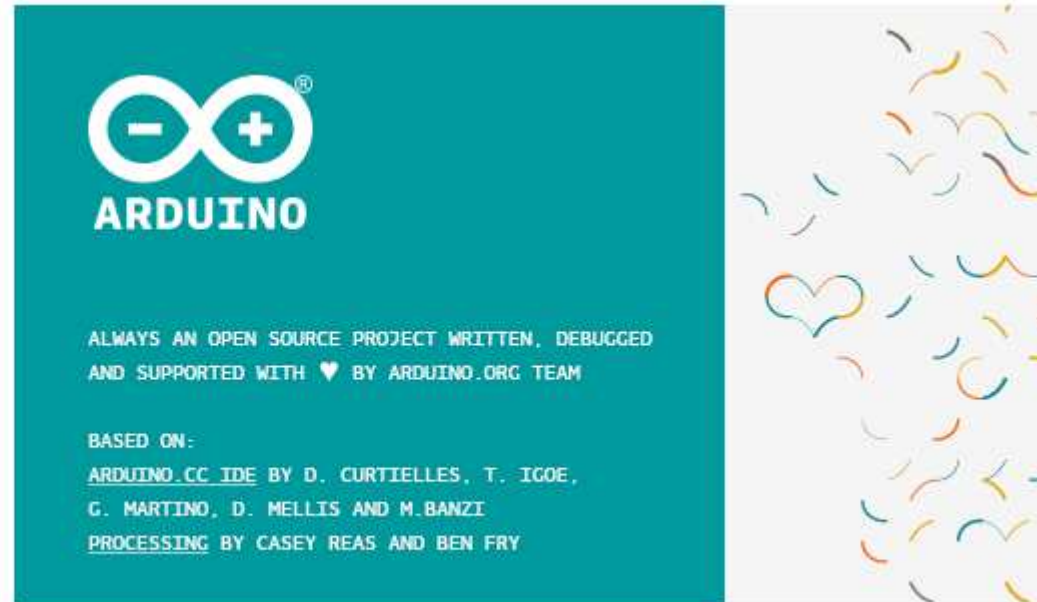 ®
ARDUINO
ALWAYS AN OPEN SOURCE PROJECT WRITTEN, DEBUGGED
AND SUPPORTED WITH ♥ BY ARDUINO.ORG TEAM
BASED ON:
ARDUINO.CC IDE BY D. CURTIELLES, T. IGOE,
G. MARTINO, D. MELLIS AND M.BANZI
PROCESSING BY CASEY REAS AND BEN FRY